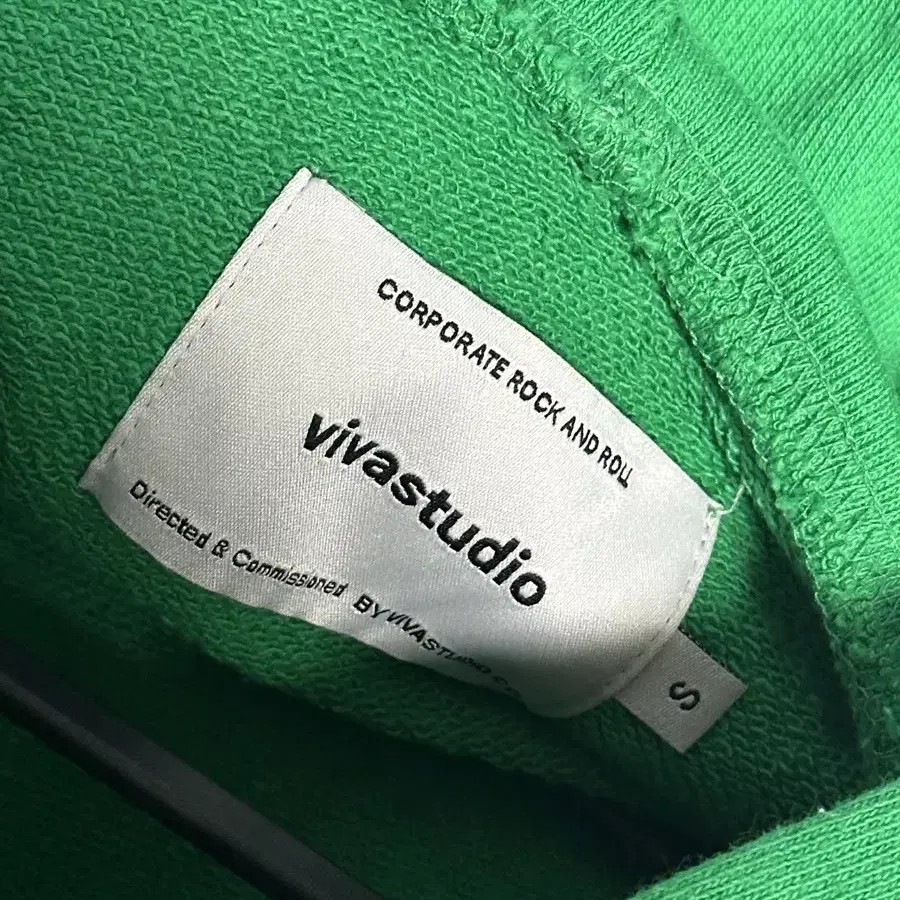 CORPORATE ROCK AND ROLL
vivastudio
Directed & Commissioned BY VIVASTUDIO
S